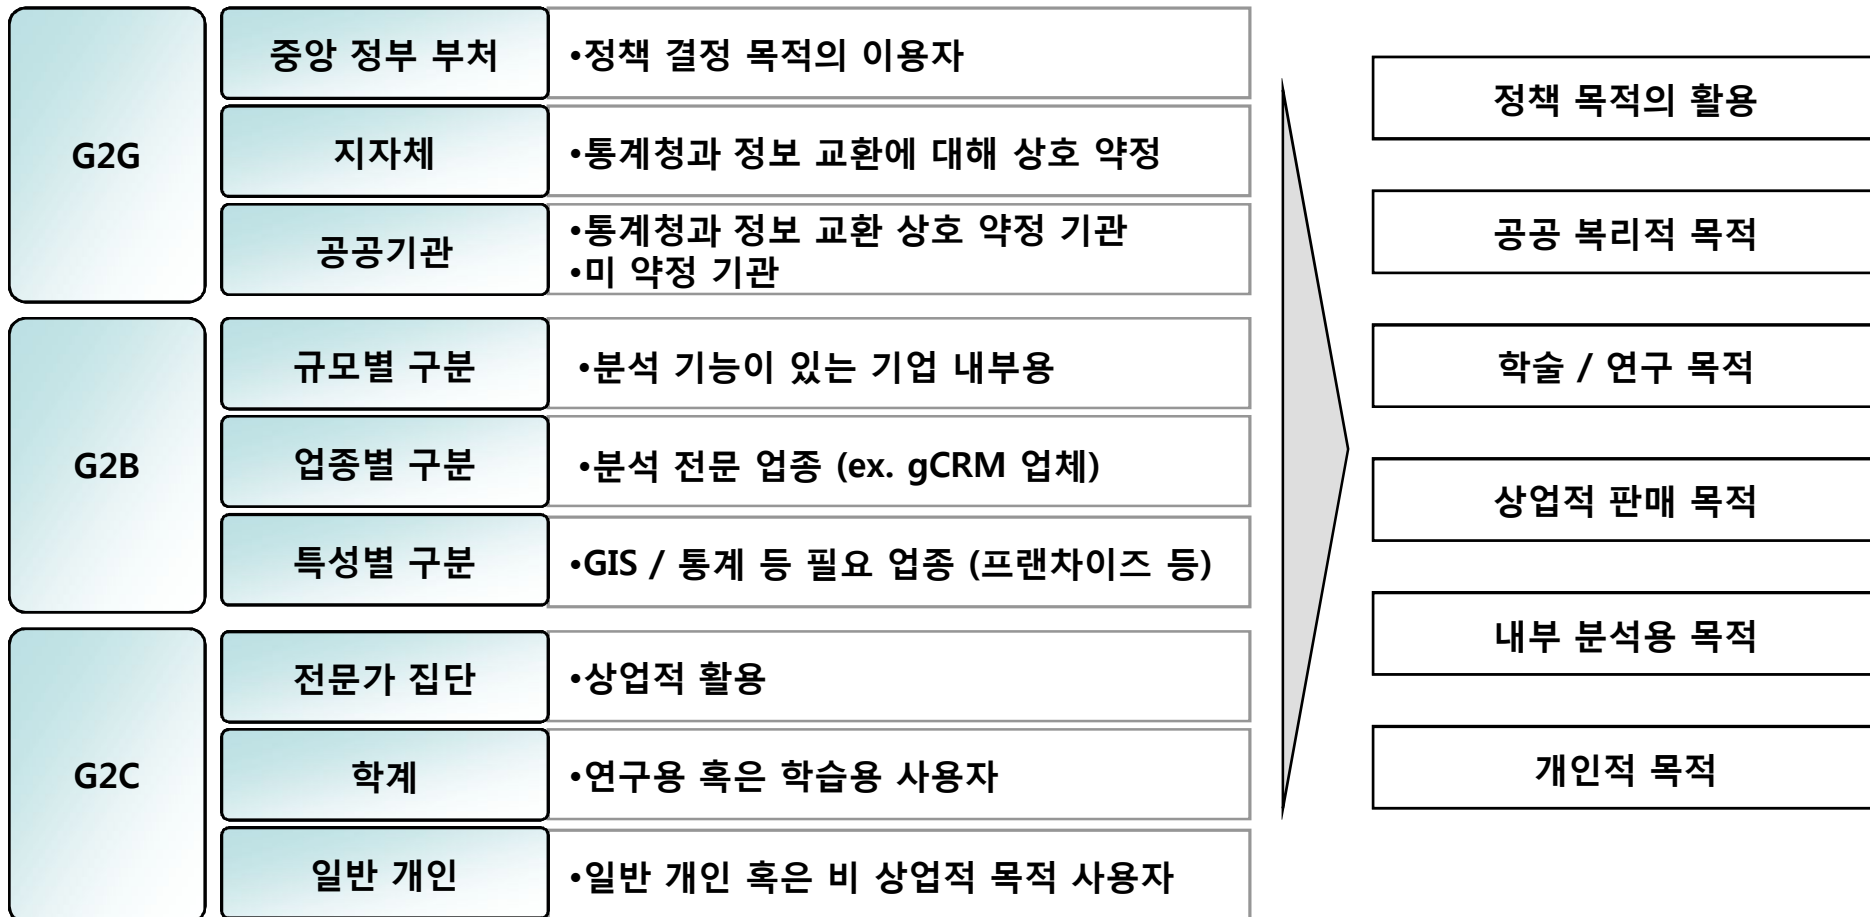 G2G
중앙 정부 부처
•정책 결정 목적의 이용자
지자체
•통계청과 정보 교환에 대해 상호 약정
공공기관
•통계청과 정보 교환 상호 약정 기관
•미 약정 기관
G2B
규모별 구분
•분석 기능이 있는 기업 내부용
업종별 구분
•분석 전문 업종 (ex. gCRM 업체)
특성별 구분
•GIS / 통계 등 필요 업종 (프랜차이즈 등)
G2C
전문가 집단
•상업적 활용
학계
•연구용 혹은 학습용 사용자
일반 개인
•일반 개인 혹은 비 상업적 목적 사용자
정책 목적의 활용
공공 복리적 목적
학술 / 연구 목적
상업적 판매 목적
내부 분석용 목적
개인적 목적